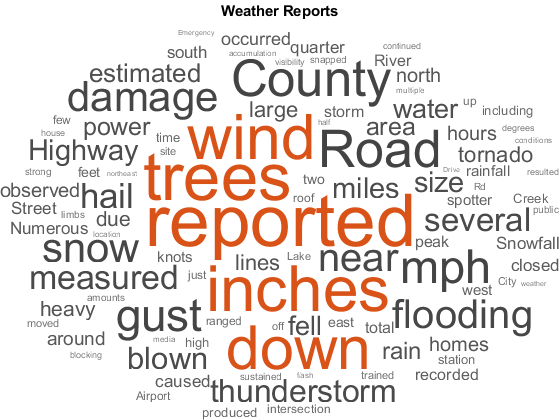 Weather Reports
Emergency
occurred
continued
south
accumulation
quarter
visibility
snapped
River
estimated
County
north
damage
multiple
large
storm
water
up
including
few
power
wind
half
area
hours
degrees
house
time
Road
conditions
Highway
site
tornado
strong
feet
northeast
trees
two
miles
size
Drive
rainfall
resulted
observed
hail
roof
Rd
spotter
Creek
Street
limbs
due
reported
several
public
Numerous
location
peak
Snowfall
snow
knots
lines
Lake
near
mph
closed
measured
just
inches
west
City
weather
amounts
heavy
gust
ranged
off
fell
east
total
flooding
moved
around
high
down
rain
homes
blocking
media
blown
station
caused
sustained
flash
trained
recorded
Airport
thunderstorm
produced
intersection